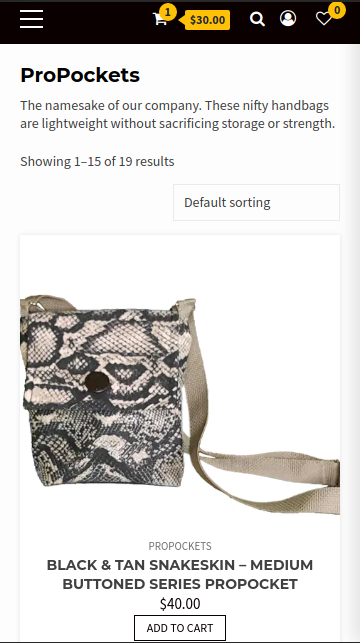 1
$30.00
0
ProPockets
The namesake of our company. These nifty handbags
are lightweight without sacrificing storage or strength.
Showing 1–15 of 19 results
Default sorting
PROPOCKETS
BLACK & TAN SNAKESKIN – MEDIUM
BUTTONED SERIES PROPOCKET
$40.00
ADD TO CART